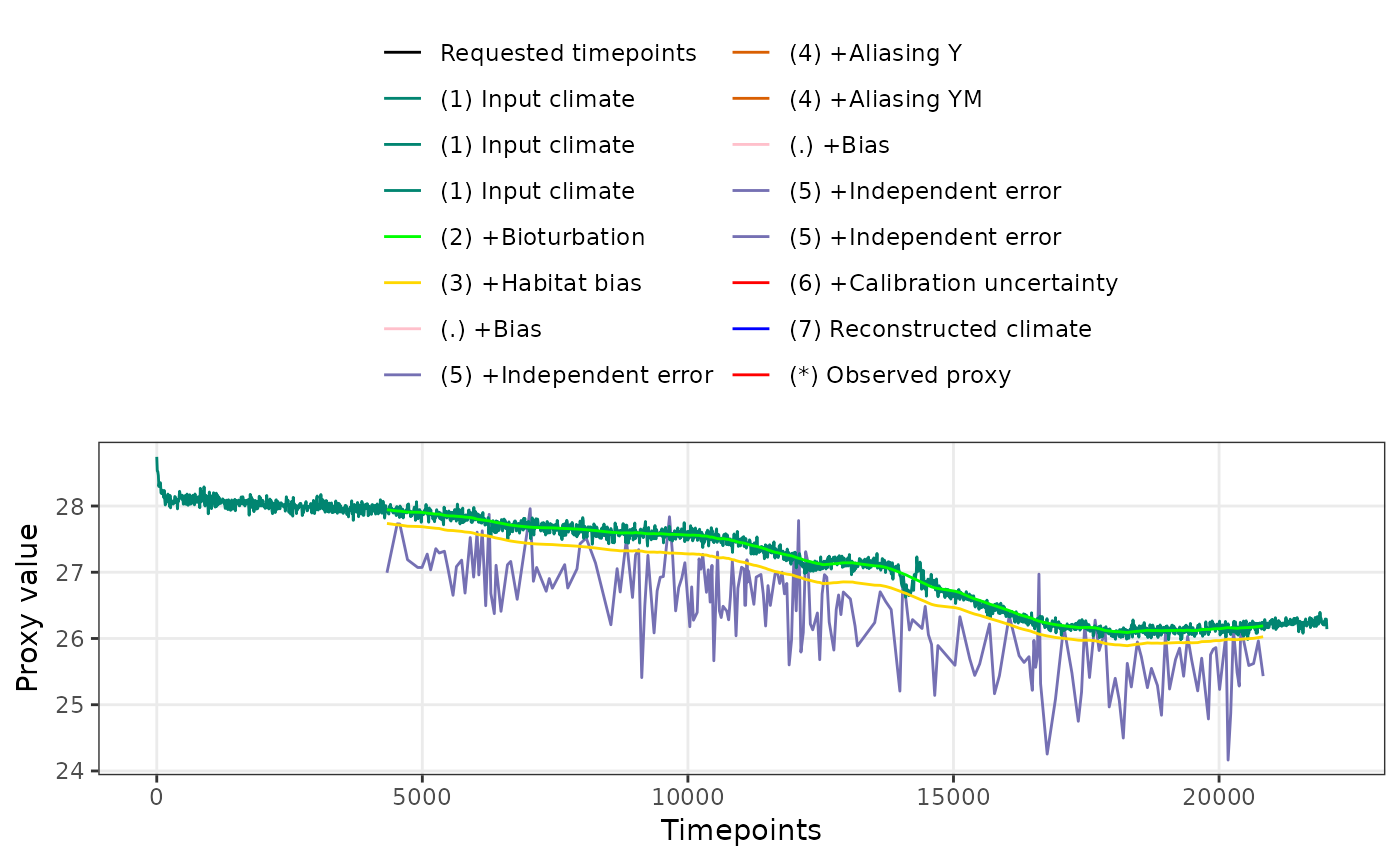 Requested timepoints
(1) Input climate
(1) Input climate
(1) Input climate
(2) +Bioturbation
(3) +Habitat bias
(.) +Bias
(5) +Independent error
(4) +Aliasing Y
(4) +Aliasing YM
(.) +Bias
(5) +Independent error
(5) +Independent error
(6) +Calibration uncertainty
(7) Reconstructed climate
(*) Observed proxy
Proxy value
28
27
26
25
24
0 5000 10000 15000 20000
Timepoints